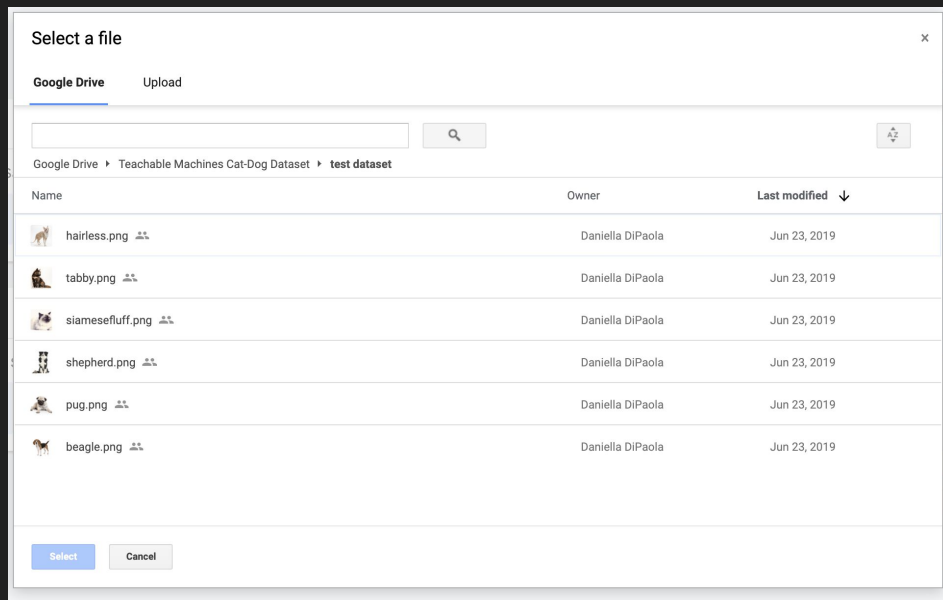 Select a file ×
Google Drive Upload
AZ
Google Drive Teachable Machines Cat-Dog Dataset test dataset
Name Owner Last modified
hairless.png Daniella DiPaola Jun 23, 2019
tabby.png Daniella DiPaola Jun 23, 2019
siamesefluff.png Daniella DiPaola Jun 23, 2019
shepherd.png Daniella DiPaola Jun 23, 2019
pug.png Daniella DiPaola Jun 23, 2019
beagle.png Daniella DiPaola Jun 23, 2019
Select Cancel